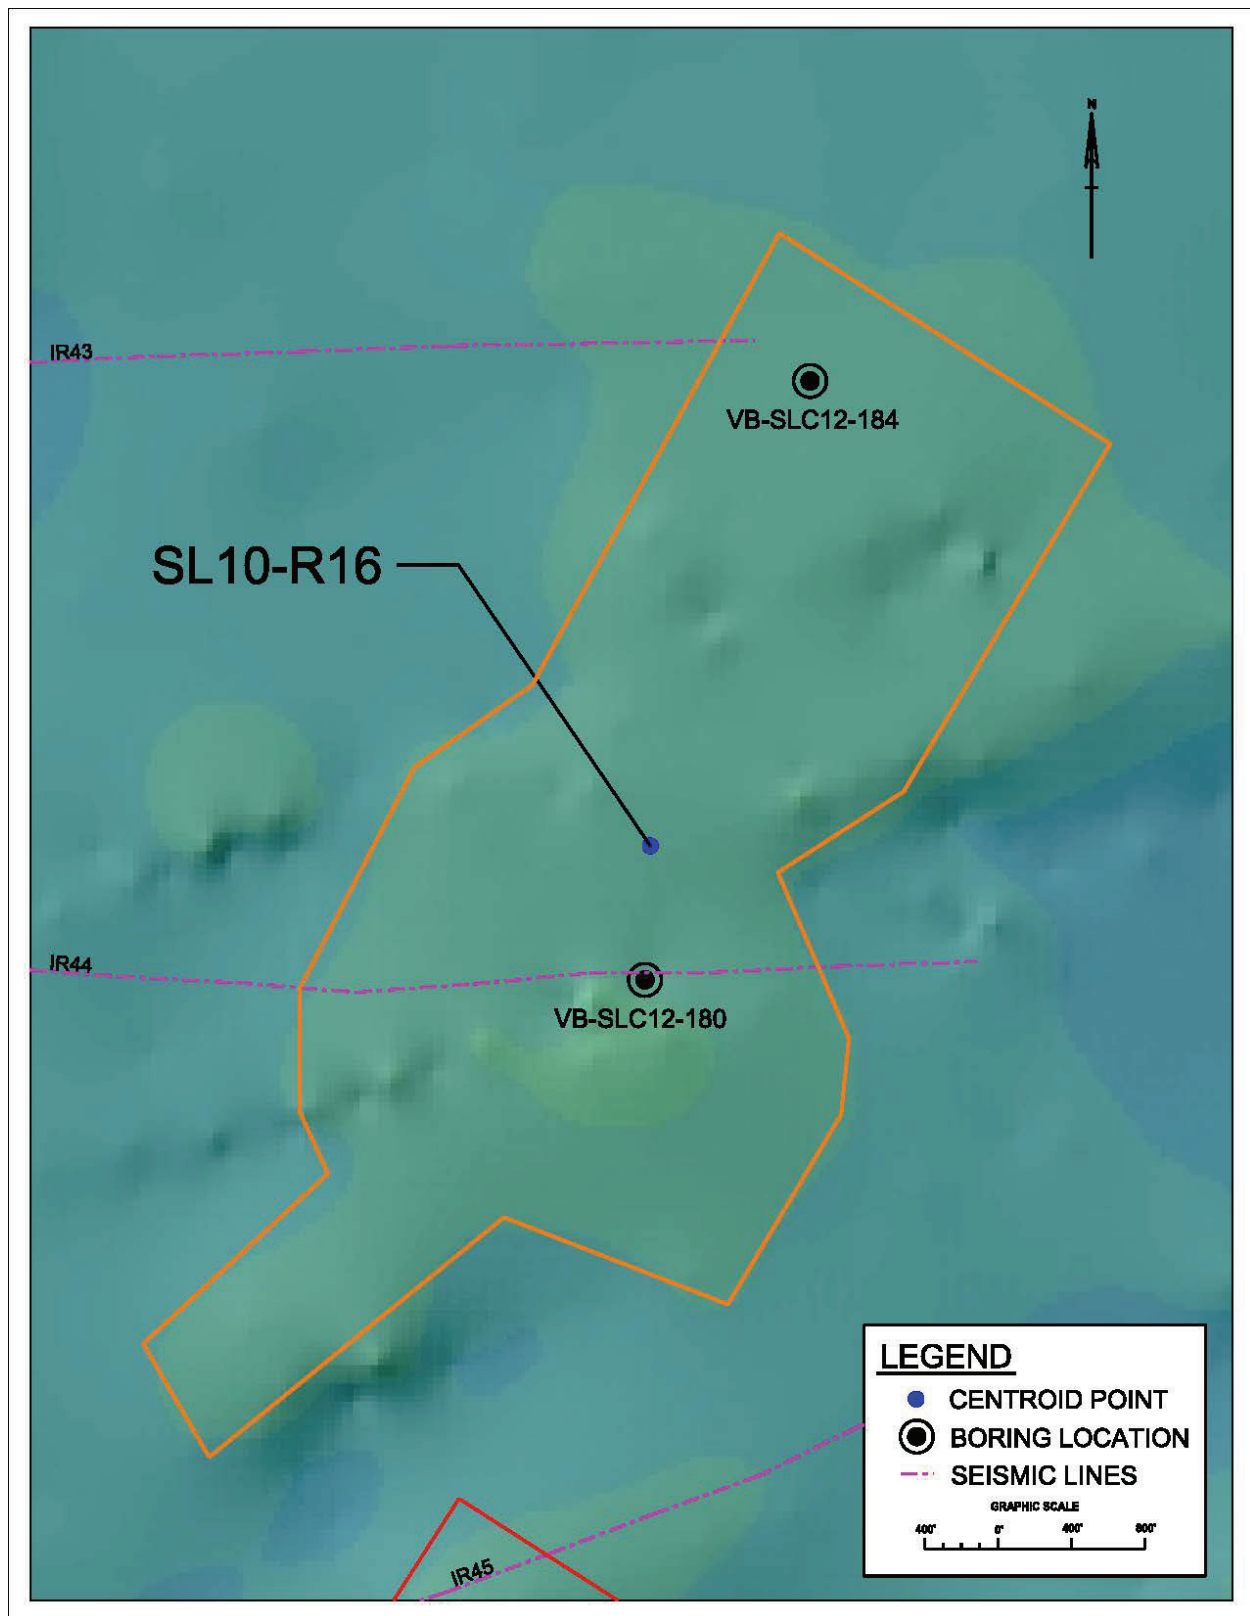 N
IR43
VB-SLC12-184
SL10-R16
IR44
VB-SLC12-180
LEGEND
CENTROID POINT
BORING LOCATION
SEISMIC LINES
GRAPHIC SCALE
400' 0' 400' 800'
IR45